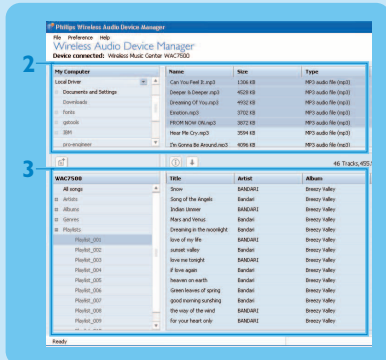 Philips Wireless Audio Device Manager
File Preference Help
Wireless Audio Device Manager
Device connected: Wireless Music Center WAC7500
2
My Computer Name Size Type
Local Driver Can You Feel It.mp3 1306 KB MP3 audio file (mp3)
Documents and Settings Deeper & Deeper.mp3 4529 KB MP3 audio file (mp3)
Downloads Dreaming Of You.mp3 4932 KB MP3 audio file (mp3)
fonts Emotion.mp3 3702 KB MP3 audio file (mp3)
gptools FROM NOW ON.mp3 3872 KB MP3 audio file (mp3)
IBM Hear Me Cry.mp3 3594 KB MP3 audio file (mp3)
pro-engineer I'm Gonna Be Around.mp3 4096 KB MP3 audio file (mp3)
46 Tracks,455.
3
WAC7500 Title Artist Album
All songs Snow BANDARI Breezy Valley
Artists Song of the Angels Bandari Breezy Valley
Albums Indian Ummer BANDARI Breezy Valley
Genres Mars and Venus Bandari Breezy Valley
Playlists Dreaming in the moonlight Bandari Breezy Valley
Playlist_001 love of my life BANDARI Breezy Valley
Playlist_002 sunset valley Bandari Breezy Valley
Playlist_003 love me tonight BANDARI Breezy Valley
Playlist_004 if love again Bandari Breezy Valley
Playlist_005 heaven on earth Bandari Breezy Valley
Playlist_006 Green leaves of spring Bandari Breezy Valley
Playlist_007 good morning sunshing Bandari Breezy Valley
Playlist_008 the way of the wind Bandari Breezy Valley
Playlist_009 for your heart only BANDARI Breezy Valley
Ready